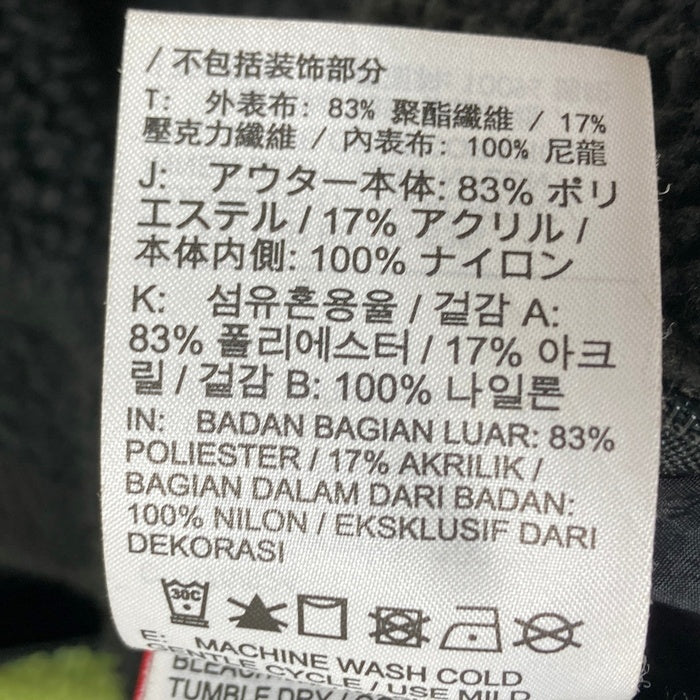 / 不包括装饰部分
T: 外表布: 83% 聚酯纖維 / 17%
壓克力纖維 / 內表布: 100% 尼龍
J: アウター本体: 83% ポリ
エステル / 17% アクリル /
本体内側: 100% ナイロン
K: 섬유혼용율 / 겉감 A:
83% 폴리에스터 / 17% 아크
릴 / 겉감 B: 100% 나일론
IN: BADAN BAGIAN LUAR: 83%
POLIESTER / 17% AKRILIK /
BAGIAN DALAM DARI BADAN:
100% NILON / EKSKLUSIF DARI
DEKORASI
30C
E: MACHINE WASH COLD
GENTLE CYCLE / USE MILD
TUMBLE DRY /